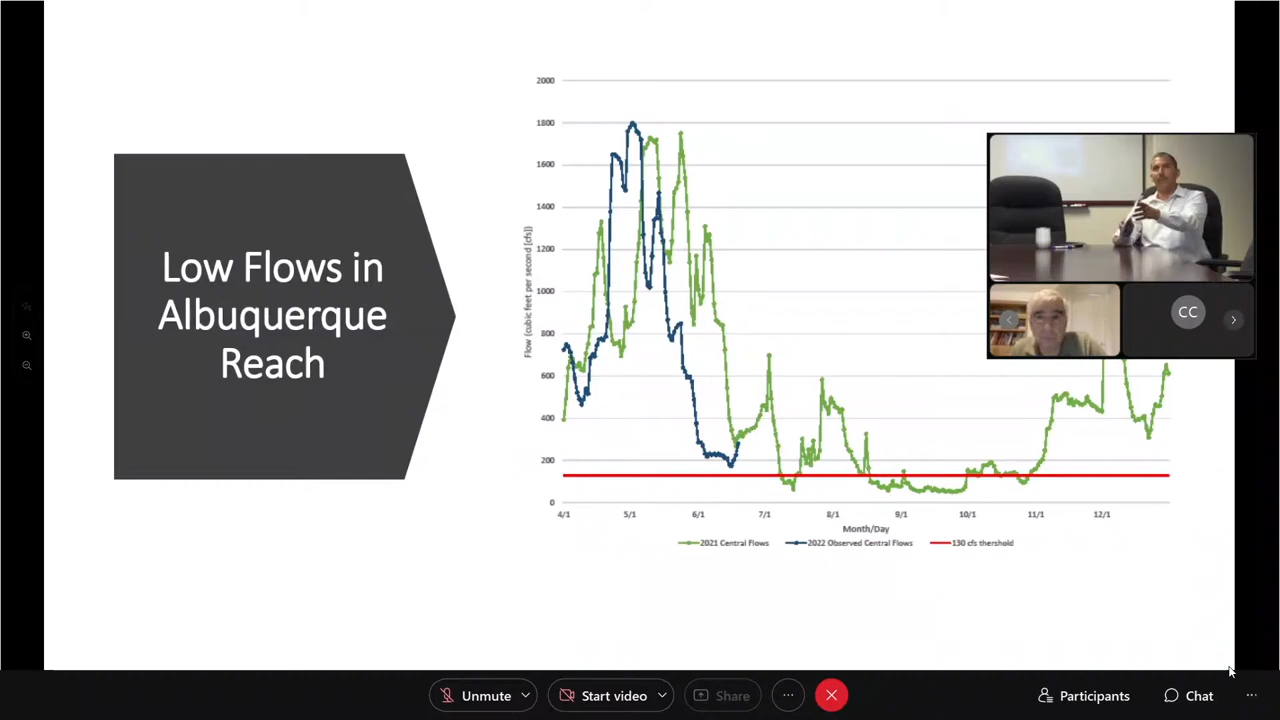 Low Flows in
Albuquerque
Reach
2000
1800
1600
1400
1200
1000
800
600
400
200
0
Flow (cubic feet per second [cfs])
4/1 5/1 6/1 7/1 8/1 9/1 10/1 11/1 12/1
Month/Day
2021 Central Flows 2022 Observed Central Flows 130 cfs thershold
CC
Unmute Start video Share Participants Chat